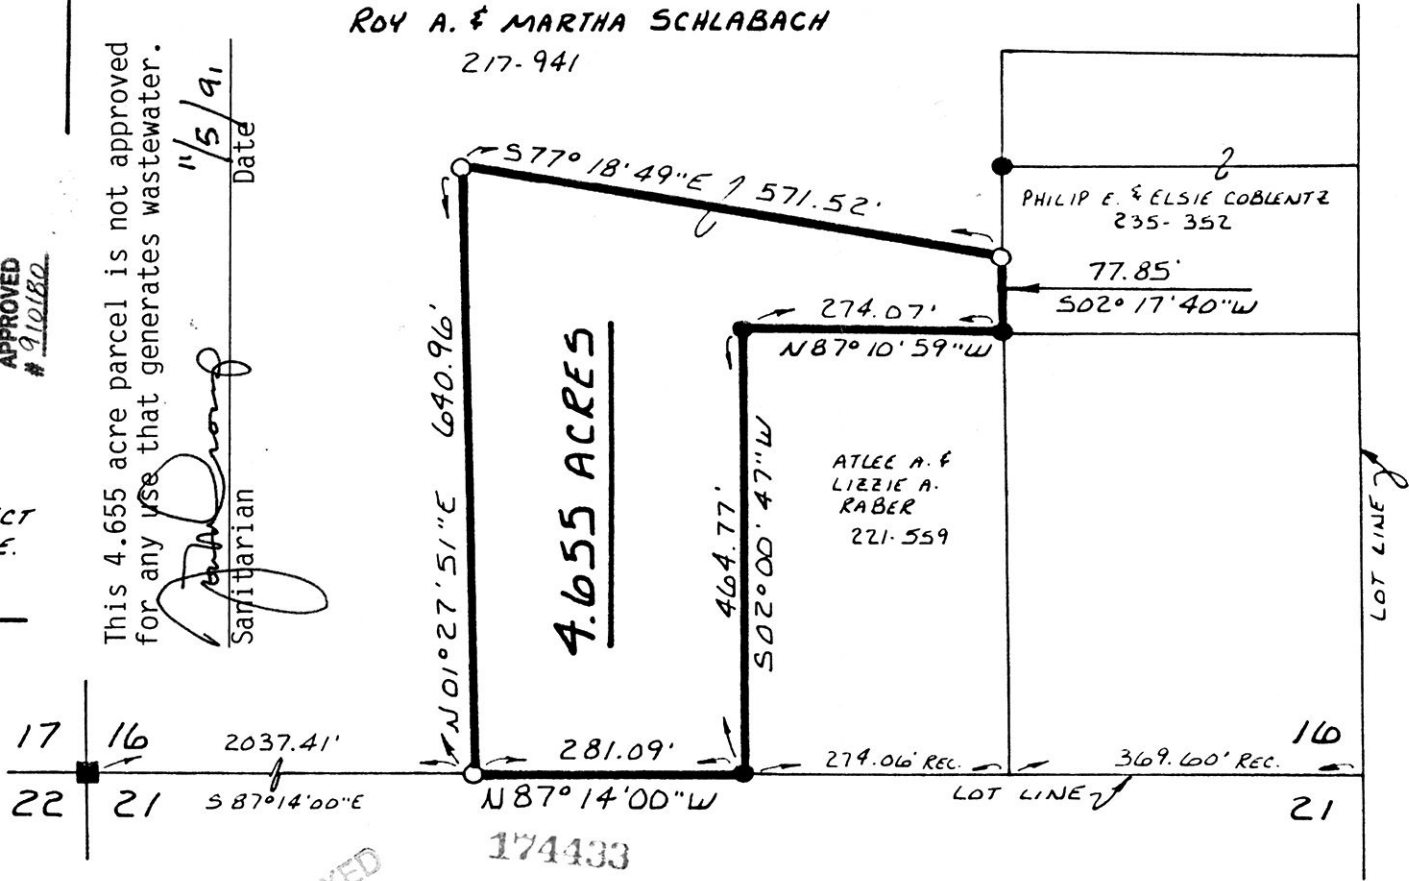 ROY A. & MARTHA SCHLABACH
217-941
This 4.655 acre parcel is not approved
for any use that generates wastewater.
11/5/91
Sanitarian Date
APPROVED
# 910180
S77° 18' 49"E 571.52'
PHILIP E. & ELSIE COBLENTZ
235-352
77.85'
S02° 17' 40"W
274.07'
N87° 10' 59"W
N01° 27' 51"E 640.96'
4.655 ACRES
464.77'
S02° 00' 47"W
ATLEE A. &
LIZZIE A.
RABER
221-559
LOT LINE
17 16
22 21
2037.41'
S87°14'00"E
281.09'
N87°14'00"W
274.06' REC.
369.60' REC.
LOT LINE
16
21
174433